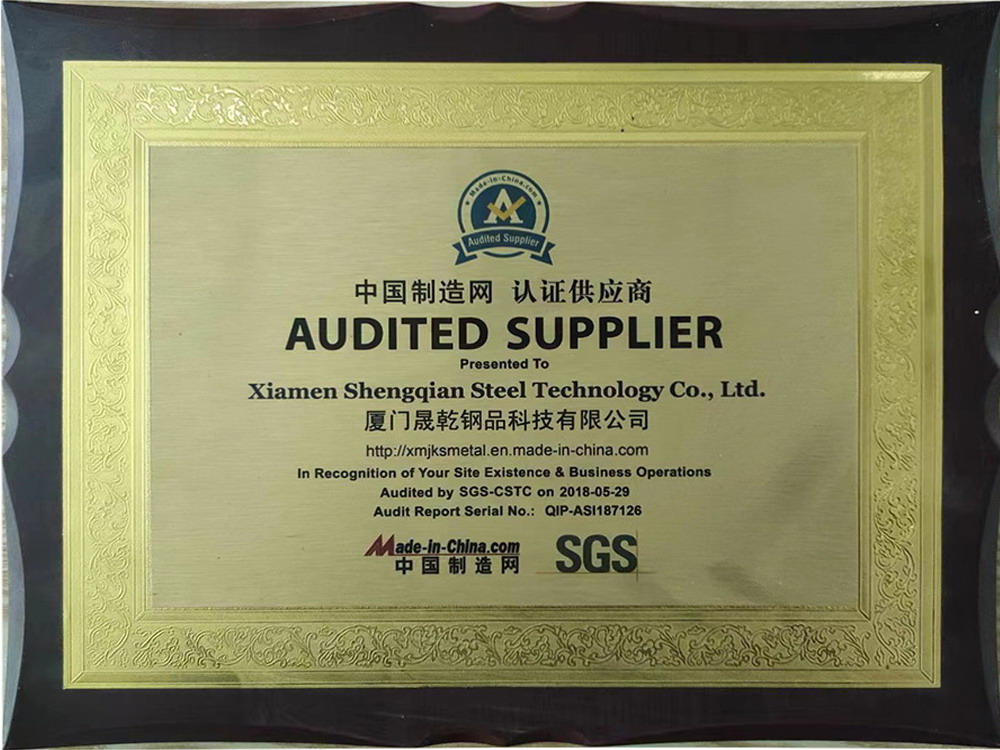 Made-in-China.com
Audited Supplier
中国制造网 认证供应商
AUDITED SUPPLIER
Presented To
Xiamen Shengqian Steel Technology Co., Ltd.
厦门晟乾钢品科技有限公司
http://xmjksmetal.en.made-in-china.com
In Recognition of Your Site Existence & Business Operations
Audited by SGS-CSTC on 2018-05-29
Audit Report Serial No.: QIP-ASI187126
Made-in-China.com
中国制造网
SGS